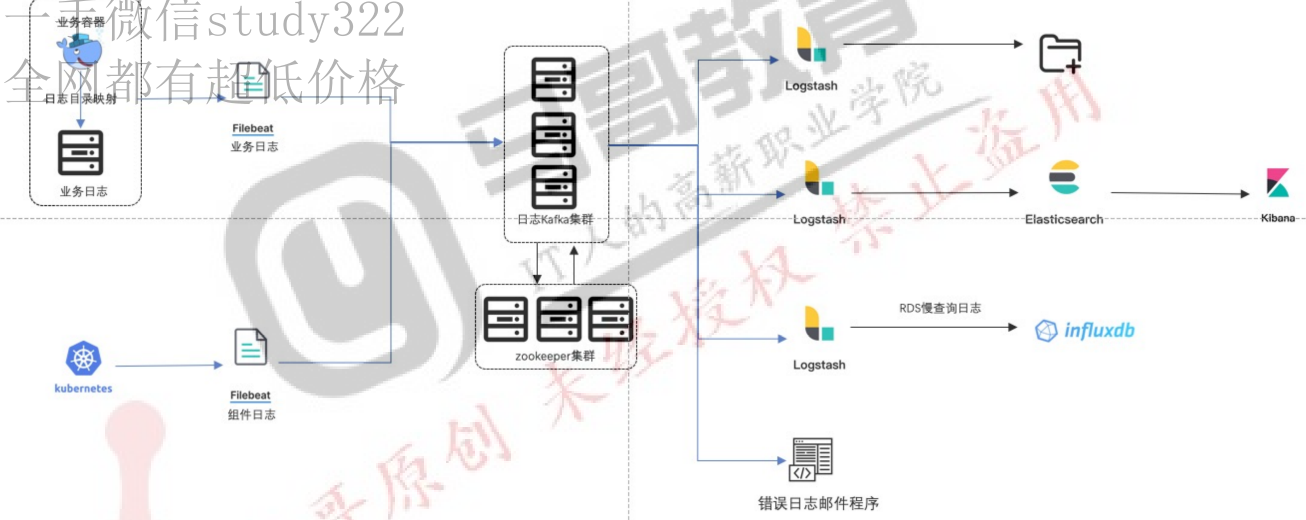 一手微信study322
全网都有超低价格
业务容器
日志目录映射
业务日志
Filebeat
业务日志
日志Kafka集群
zookeeper集群
kubernetes
Filebeat
组件日志
Logstash
Logstash
Elasticsearch
Kibana
RDS慢查询日志
influxdb
Logstash
错误日志邮件程序
哥教育
IT人的高薪职业学院
哥原创 未经授权 禁止盗用